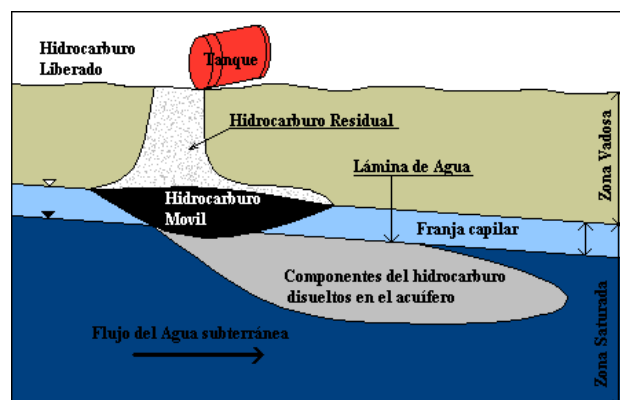 Hidrocarburo
Liberado
Tanque
Hidrocarburo Residual
Lámina de Agua
Zona Vadosa
Hidrocarburo
Movil
Franja capilar
Componentes del hidrocarburo
disueltos en el acuífero
Flujo del Agua subterránea
Zona Saturada